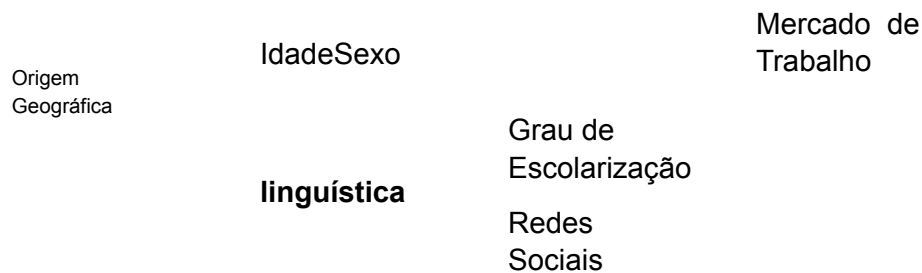 Origem
Geográfica
IdadeSexo
Mercado de
Trabalho
linguística
Grau de
Escolarização
Redes
Sociais